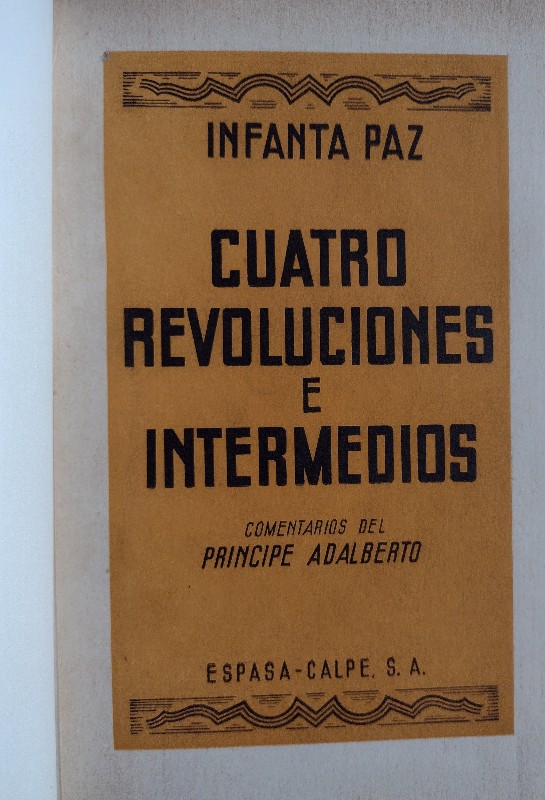 INFANTA PAZ
CUATRO
REVOLUCIONES
E
INTERMEDIOS
COMENTARIOS DEL
PRINCIPE ADALBERTO
ESPASA-CALPE, S. A.